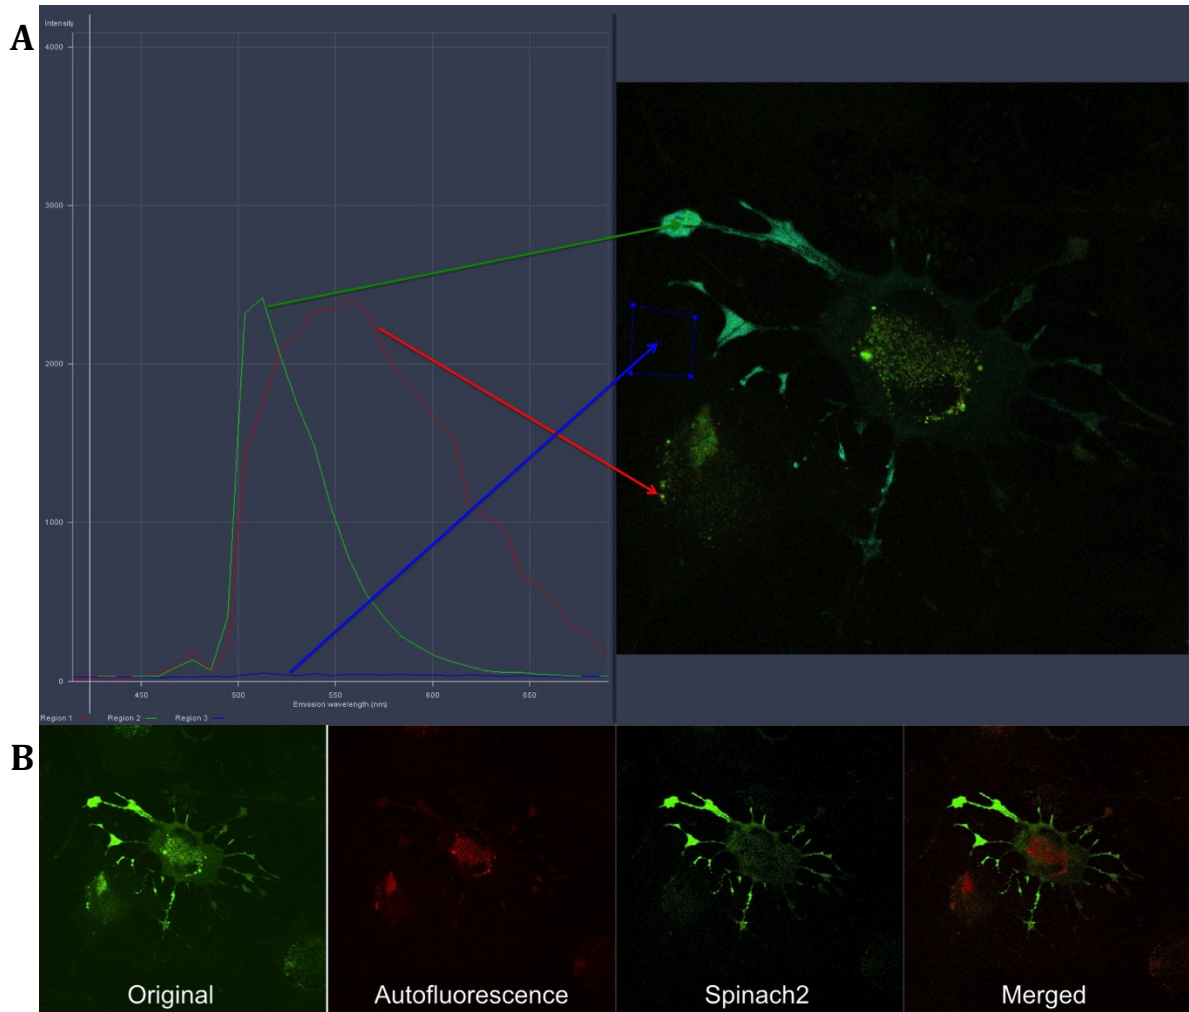 A
Intensity
4000
3000
2000
1000
0
450
500
550
600
650
Emission wavelength (nm)
Region 1
Region 2
Region 3
B
Original
Autofluorescence
Spinach2
Merged